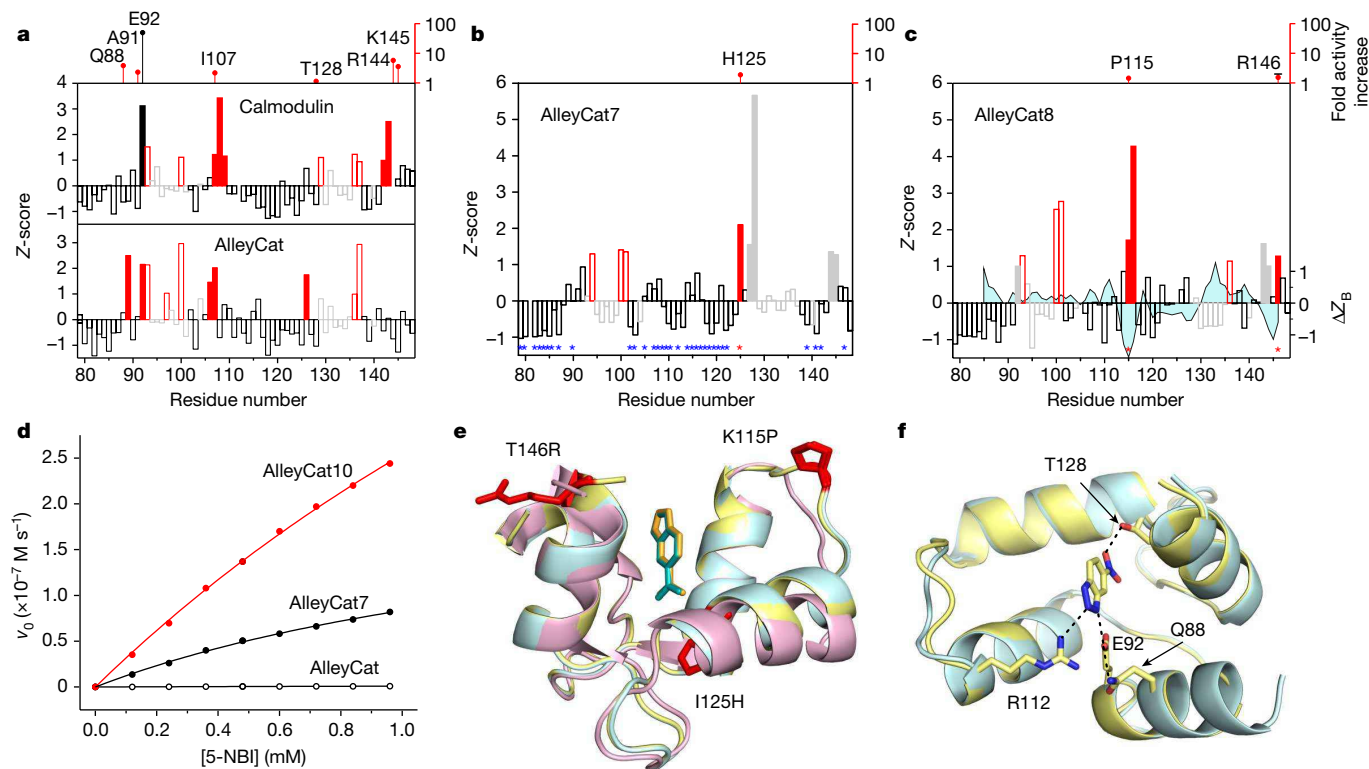 a
E92
A91
Q88
I107
T128
R144
K145
100
10
1
4
3
2
1
0
−1
3
2
1
0
−1
Calmodulin
AlleyCat
Z-score
80 90 100 110 120 130 140
Residue number
b
H125
100
10
1
6
5
4
3
2
1
0
−1
AlleyCat7
Z-score
* * * * * * * * * * * * * * * * * * * * * * * * * * * * * *
80 90 100 110 120 130 140
Residue number
c
P115
R146
100
10
1
Fold activity
increase
6
5
4
3
2
1
0
−1
AlleyCat8
Z-score
1
0
−1
ΔZB
* *
80 90 100 110 120 130 140
Residue number
d
2.5
2.0
1.5
1.0
0.5
0
v0 (×10−7 M s−1)
AlleyCat10
AlleyCat7
AlleyCat
0.0 0.2 0.4 0.6 0.8 1.0
[5-NBI] (mM)
e
T146R
K115P
I125H
f
T128
E92
Q88
R112